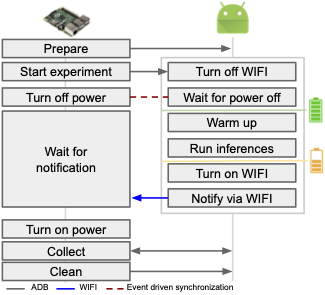 Prepare
Start experiment
Turn off WIFI
Turn off power
Wait for power off
Warm up
Wait for
notification
Run inferences
Turn on WIFI
Notify via WIFI
Turn on power
Collect
Clean
ADB
WIFI
Event driven synchronization